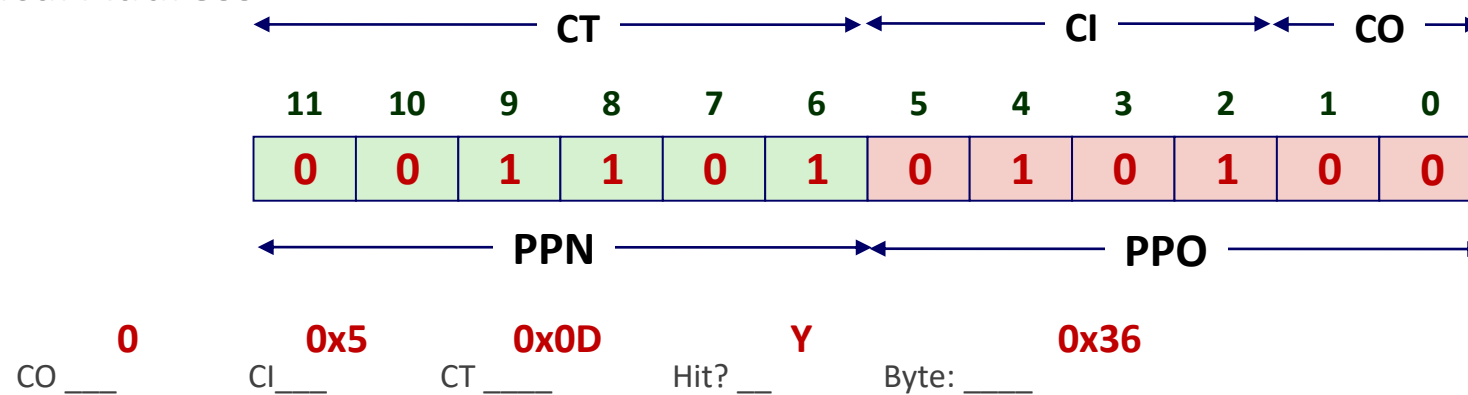 CT CI CO
11 10 9 8 7 6 5 4 3 2 1 0
0 0 1 1 0 1 0 1 0 1 0 0
PPN PPO
0 0x5 0x0D Y 0x36
CO ___ CI___ CT ____ Hit? __ Byte: ____